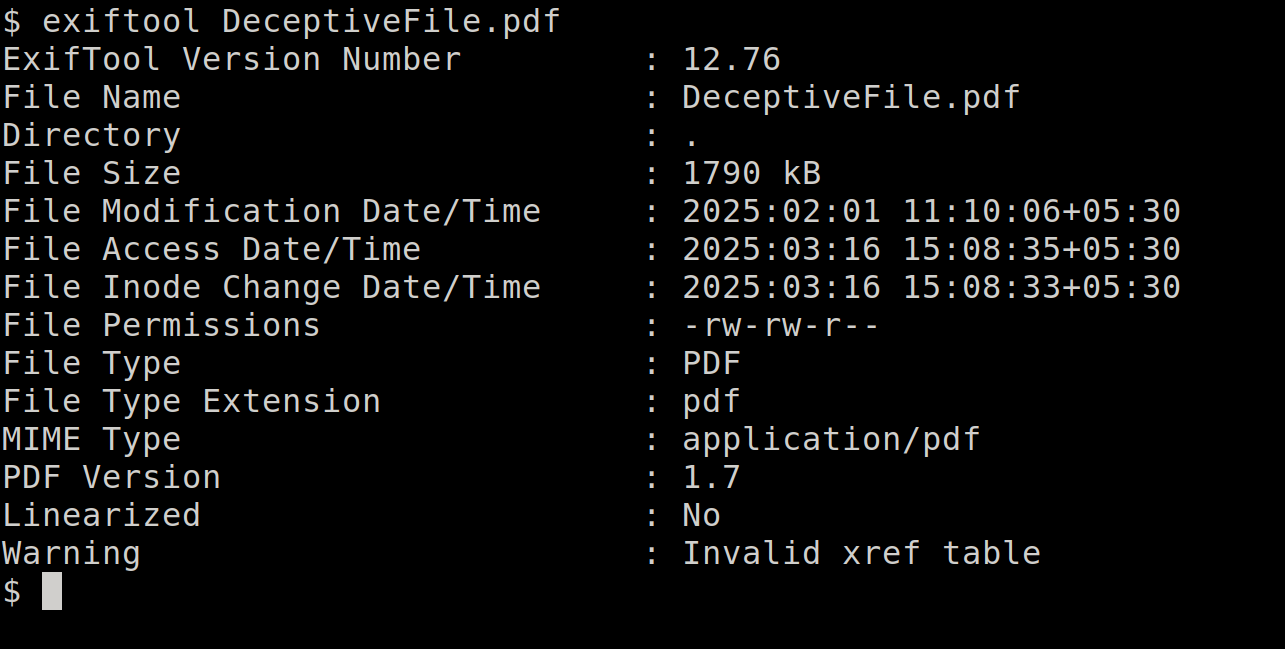 $ exiftool DeceptiveFile.pdf
ExifTool Version Number : 12.76
File Name : DeceptiveFile.pdf
Directory : .
File Size : 1790 kB
File Modification Date/Time : 2025:02:01 11:10:06+05:30
File Access Date/Time : 2025:03:16 15:08:35+05:30
File Inode Change Date/Time : 2025:03:16 15:08:33+05:30
File Permissions : -rw-rw-r--
File Type : PDF
File Type Extension : pdf
MIME Type : application/pdf
PDF Version : 1.7
Linearized : No
Warning : Invalid xref table
$